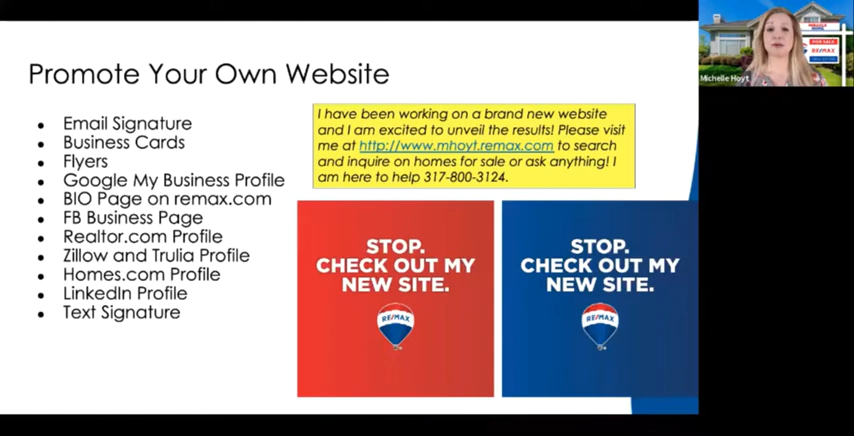 Promote Your Own Website
• Email Signature
• Business Cards
• Flyers
• Google My Business Profile
• BIO Page on remax.com
• FB Business Page
• Realtor.com Profile
• Zillow and Trulia Profile
• Homes.com Profile
• LinkedIn Profile
• Text Signature
I have been working on a brand new website
and I am excited to unveil the results! Please visit
me at http://www.mhoyt.remax.com to search
and inquire on homes for sale or ask anything! I
am here to help 317-800-3124.
STOP.
CHECK OUT MY
NEW SITE.
RE/MAX
STOP.
CHECK OUT MY
NEW SITE.
RE/MAX
FOR SALE
RE/MAX
Michelle Hoyt